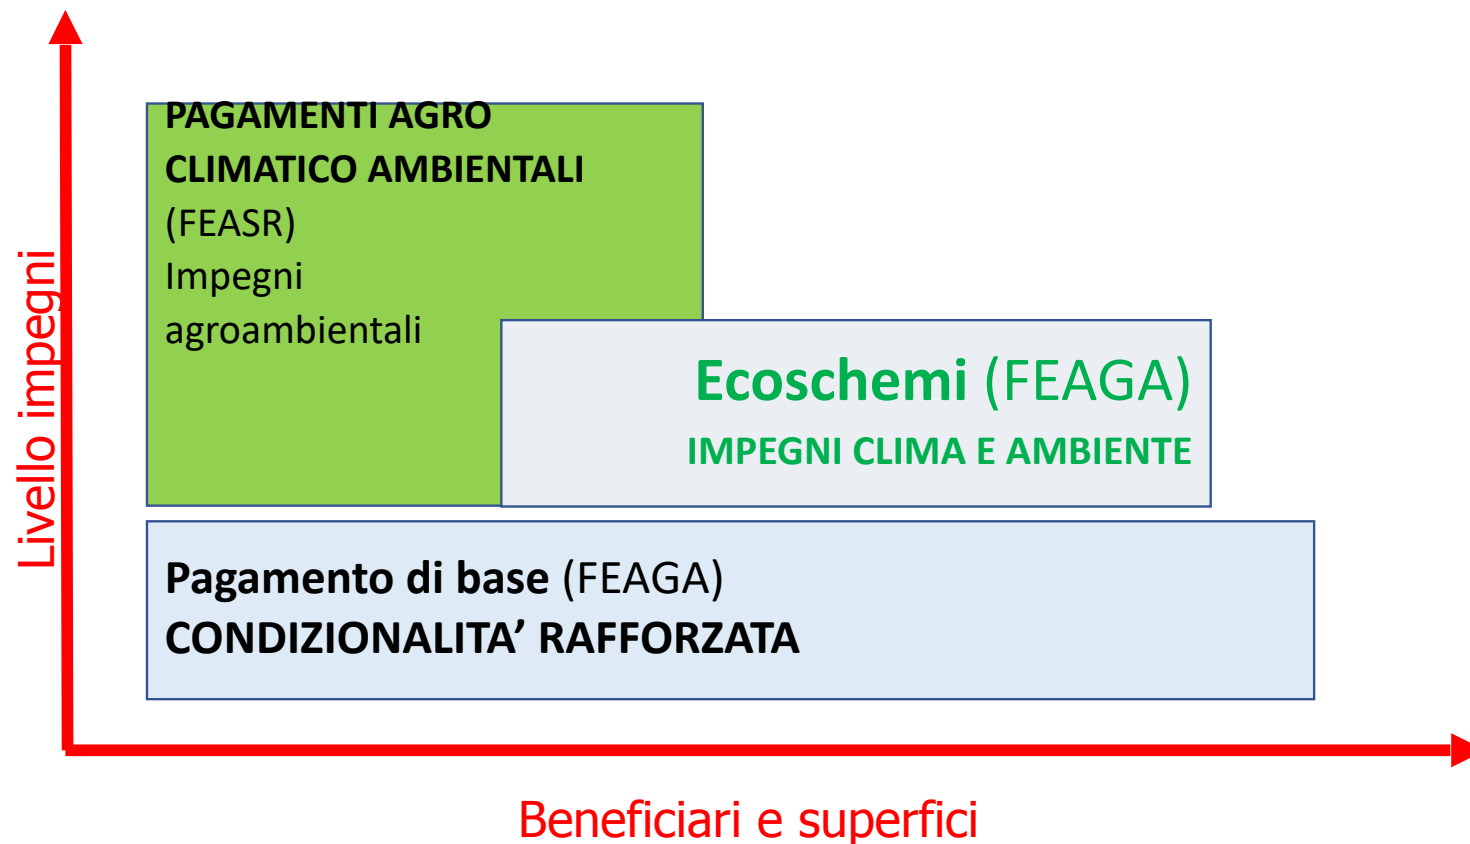 PAGAMENTI AGRO
CLIMATICO AMBIENTALI
(FEASR)
Impegni
agroambientali
Livello impegni
Ecoschemi (FEAGA)
IMPEGNI CLIMA E AMBIENTE
Pagamento di base (FEAGA)
CONDIZIONALITA’ RAFFORZATA
Beneficiari e superfici